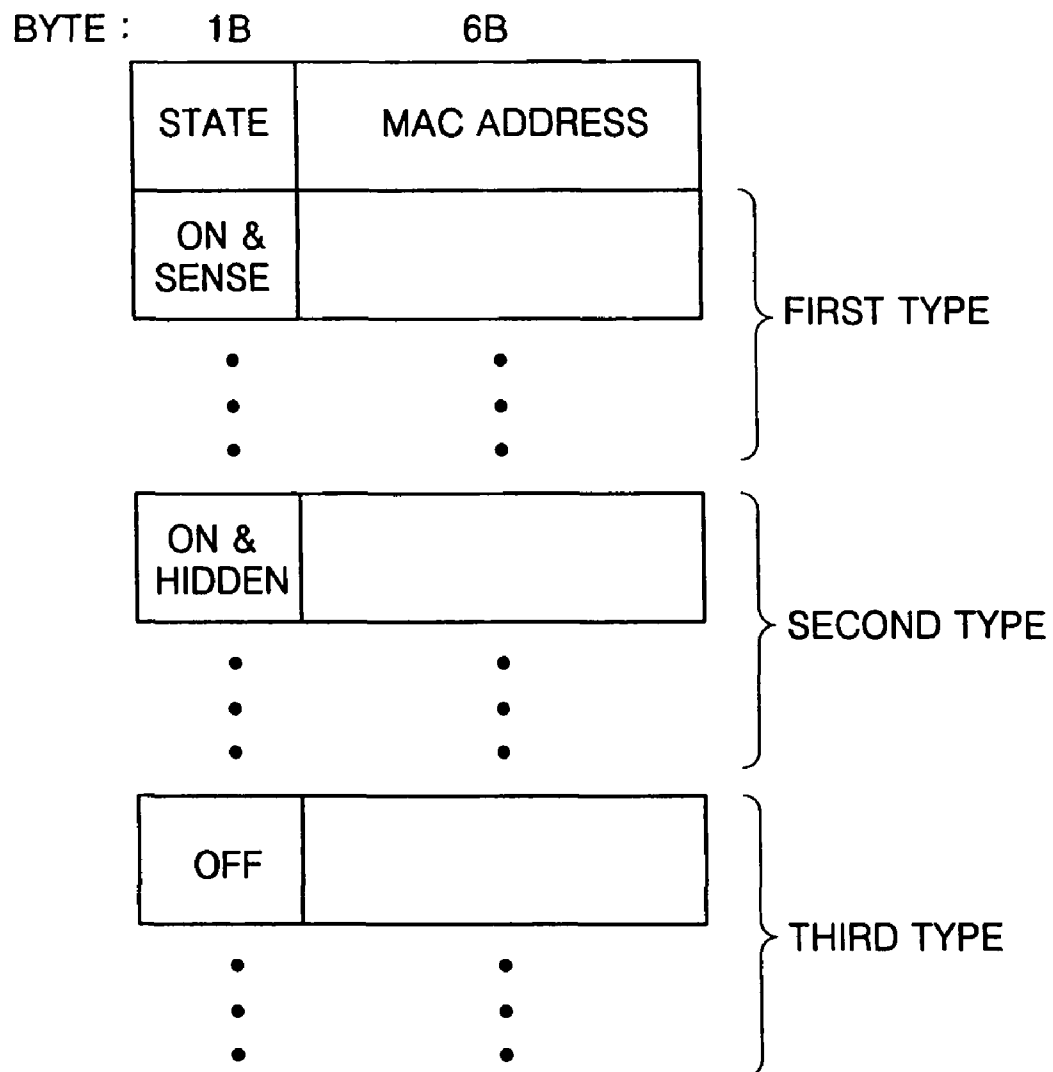 BYTE : 1B 6B
STATE MAC ADDRESS
ON &
SENSE
FIRST TYPE
ON &
HIDDEN
SECOND TYPE
OFF
THIRD TYPE